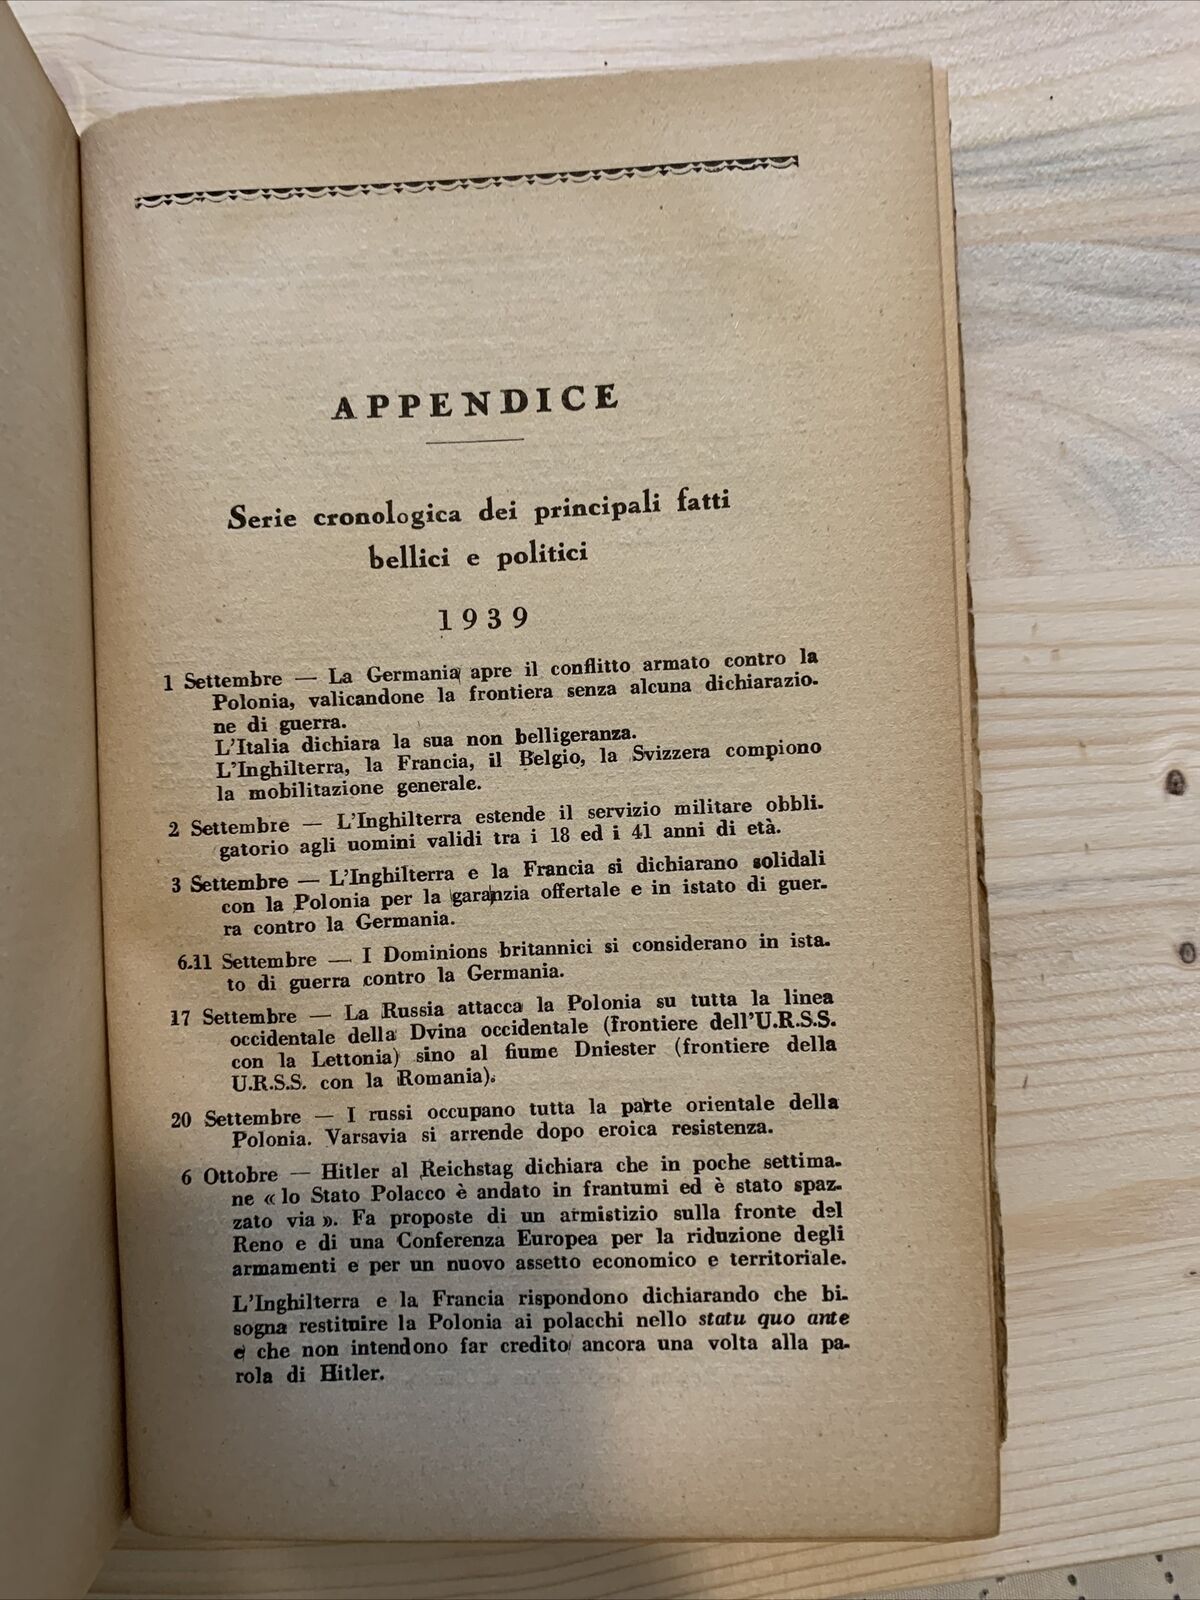 APPENDICE
Serie cronologica dei principali fatti
bellici e politici
1939
1 Settembre — La Germania apre il conflitto armato contro la
Polonia, valicandone la frontiera senza alcuna dichiarazio-
ne di guerra.
L'Italia dichiara la sua non belligeranza.
L'Inghilterra, la Francia, il Belgio, la Svizzera compiono
la mobilitazione generale.
2 Settembre — L'Inghilterra estende il servizio militare obbli-
gatorio agli uomini validi tra i 18 ed i 41 anni di età.
3 Settembre — L'Inghilterra e la Francia si dichiarano solidali
con la Polonia per la garanzia offertale e in istato di guer-
ra contro la Germania.
6-11 Settembre — I Dominions britannici si considerano in ista-
to di guerra contro la Germania.
17 Settembre — La Russia attacca la Polonia su tutta la linea
occidentale della Dvina occidentale (frontiere dell'U.R.S.S.
con la Lettonia) sino al fiume Dniester (frontiere della
U.R.S.S. con la Romania).
20 Settembre — I russi occupano tutta la parte orientale della
Polonia. Varsavia si arrende dopo eroica resistenza.
6 Ottobre — Hitler al Reichstag dichiara che in poche settima-
ne « lo Stato Polacco è andato in frantumi ed è stato spaz-
zato via ». Fa proposte di un armistizio sulla fronte del
Reno e di una Conferenza Europea per la riduzione degli
armamenti e per un nuovo assetto economico e territoriale.
L'Inghilterra e la Francia rispondono dichiarando che bi-
sogna restituire la Polonia ai polacchi nello statu quo ante
e che non intendono far credito ancora una volta alla pa-
rola di Hitler.